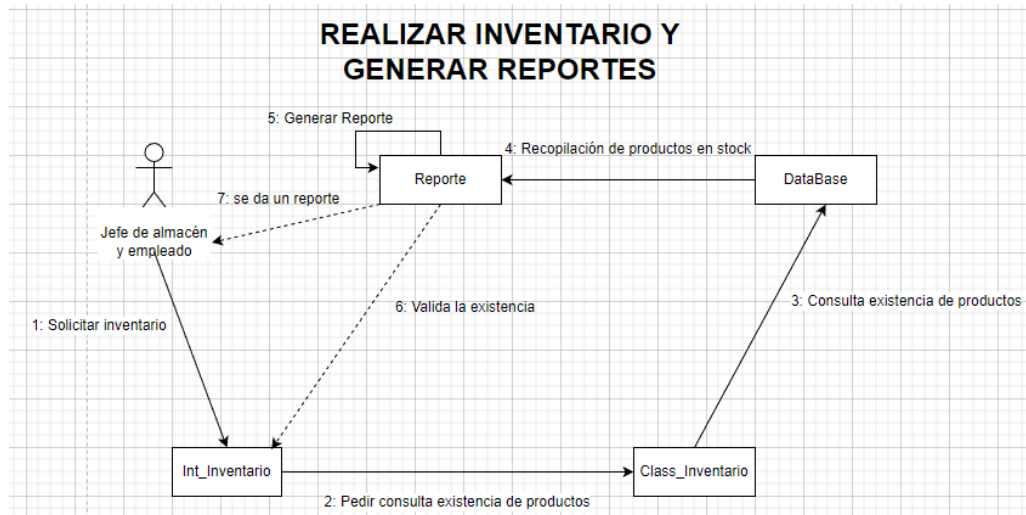 REALIZAR INVENTARIO Y
GENERAR REPORTES
5: Generar Reporte
4: Recopilación de productos en stock
Reporte
DataBase
7: se da un reporte
Jefe de almacén
y empleado
3: Consulta existencia de productos
6: Valida la existencia
1: Solicitar inventario
Int_Inventario
Class_Inventario
2: Pedir consulta existencia de productos